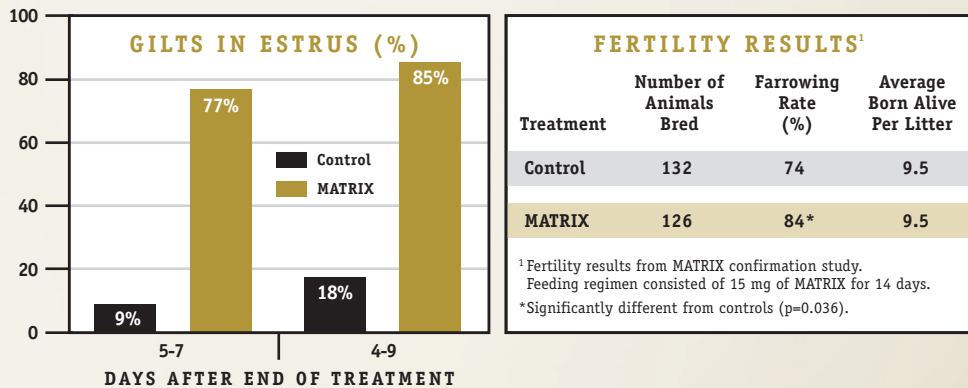 GILTS IN ESTRUS (%)
100
80
60
40
20
0
77%
85%
Control
MATRIX
9%
18%
5-7
4-9
DAYS AFTER END OF TREATMENT
FERTILITY RESULTS¹
Number of Farrowing Average
Animals Rate Born Alive
Treatment Bred (%) Per Litter
Control 132 74 9.5
MATRIX 126 84* 9.5
¹ Fertility results from MATRIX confirmation study.
Feeding regimen consisted of 15 mg of MATRIX for 14 days.
*Significantly different from controls (p=0.036).